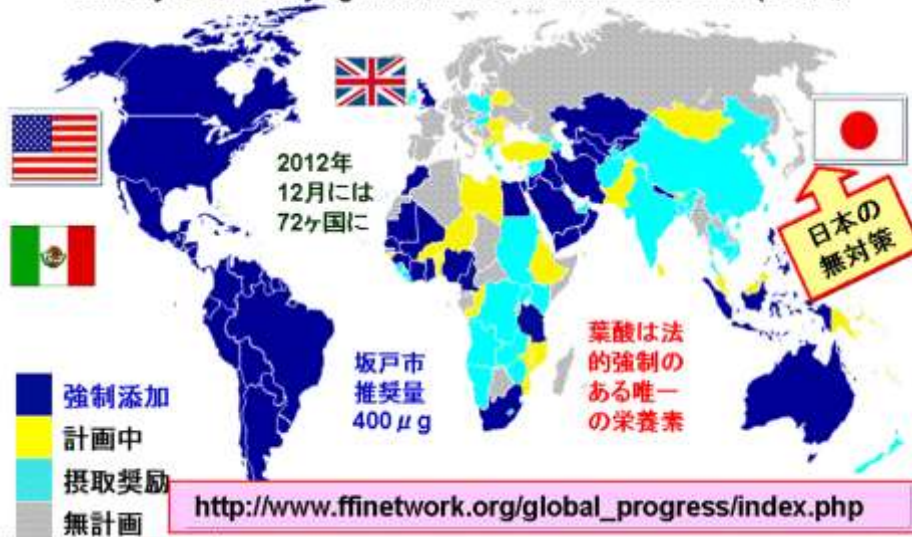 2012年
12月には
72ヶ国に
日本の
無対策
坂戸市
推奨量
400μg
葉酸は法
的強制の
ある唯一
の栄養素
強制添加
計画中
摂取奨励
無計画
http://www.ffinetwork.org/global_progress/index.php